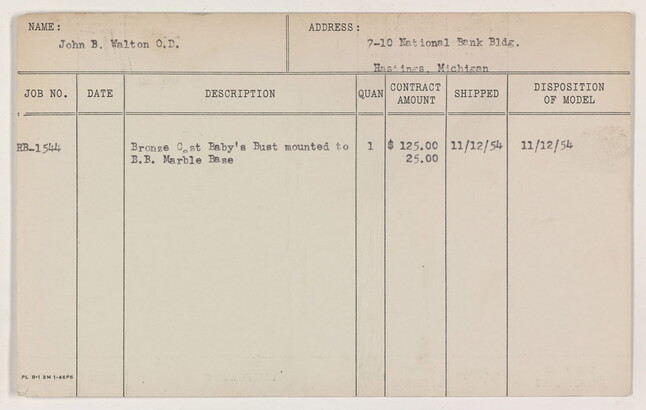 NAME:
John B. Walton O.D.
ADDRESS:
7-10 National Bank Bldg.
Hastings, Michigan
JOB NO. DATE DESCRIPTION QUAN CONTRACT AMOUNT SHIPPED DISPOSITION OF MODEL
HB-1544 Bronze Cast Baby's Bust mounted to 1 $ 125.00 11/12/54 11/12/54
B.B. Marble Base 25.00